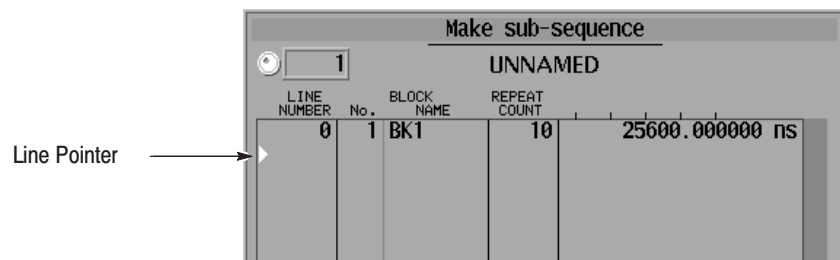 Make sub-sequence
1 UNNAMED
LINE NUMBER No. BLOCK NAME REPEAT COUNT
0 1 BK1 10 25600.000000 ns
Line Pointer